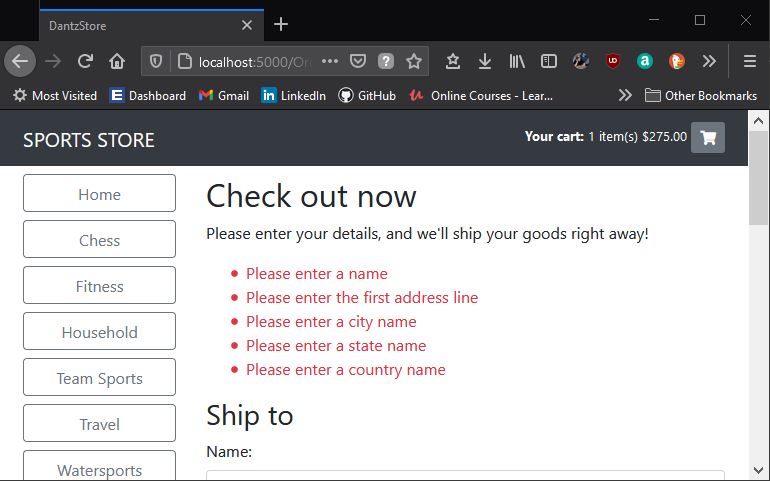 DantzStore
localhost:5000/Or
Most Visited
Dashboard
Gmail
LinkedIn
GitHub
Online Courses - Lear...
Other Bookmarks
SPORTS STORE
Your cart: 1 item(s) $275.00
Home
Chess
Fitness
Household
Team Sports
Travel
Watersports
Check out now
Please enter your details, and we'll ship your goods right away!
Please enter a name
Please enter the first address line
Please enter a city name
Please enter a state name
Please enter a country name
Ship to
Name: